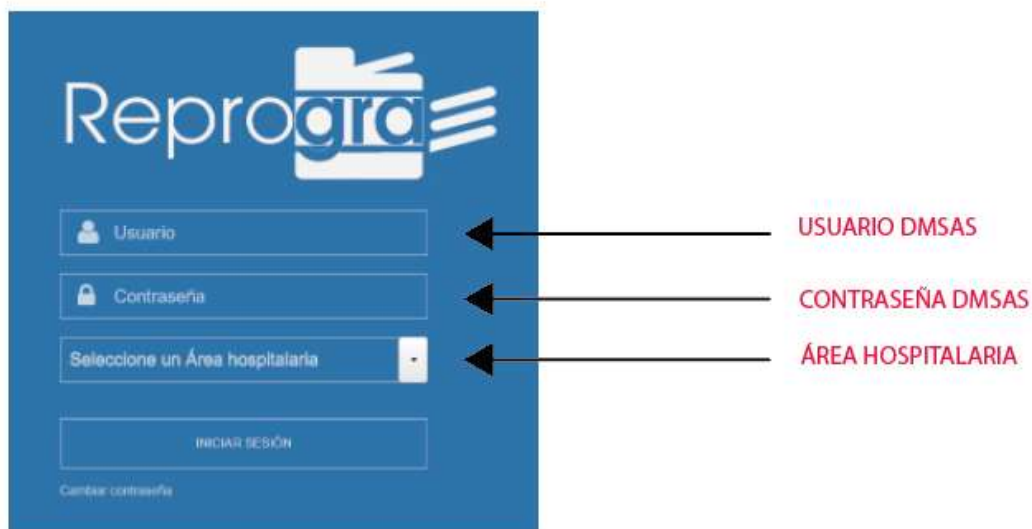 Reprogra
Usuario
USUARIO DMSAS
Contraseña
CONTRASEÑA DMSAS
Seleccione un Área hospitalaria
ÁREA HOSPITALARIA
INICIAR SESIÓN
Cambiar contraseña